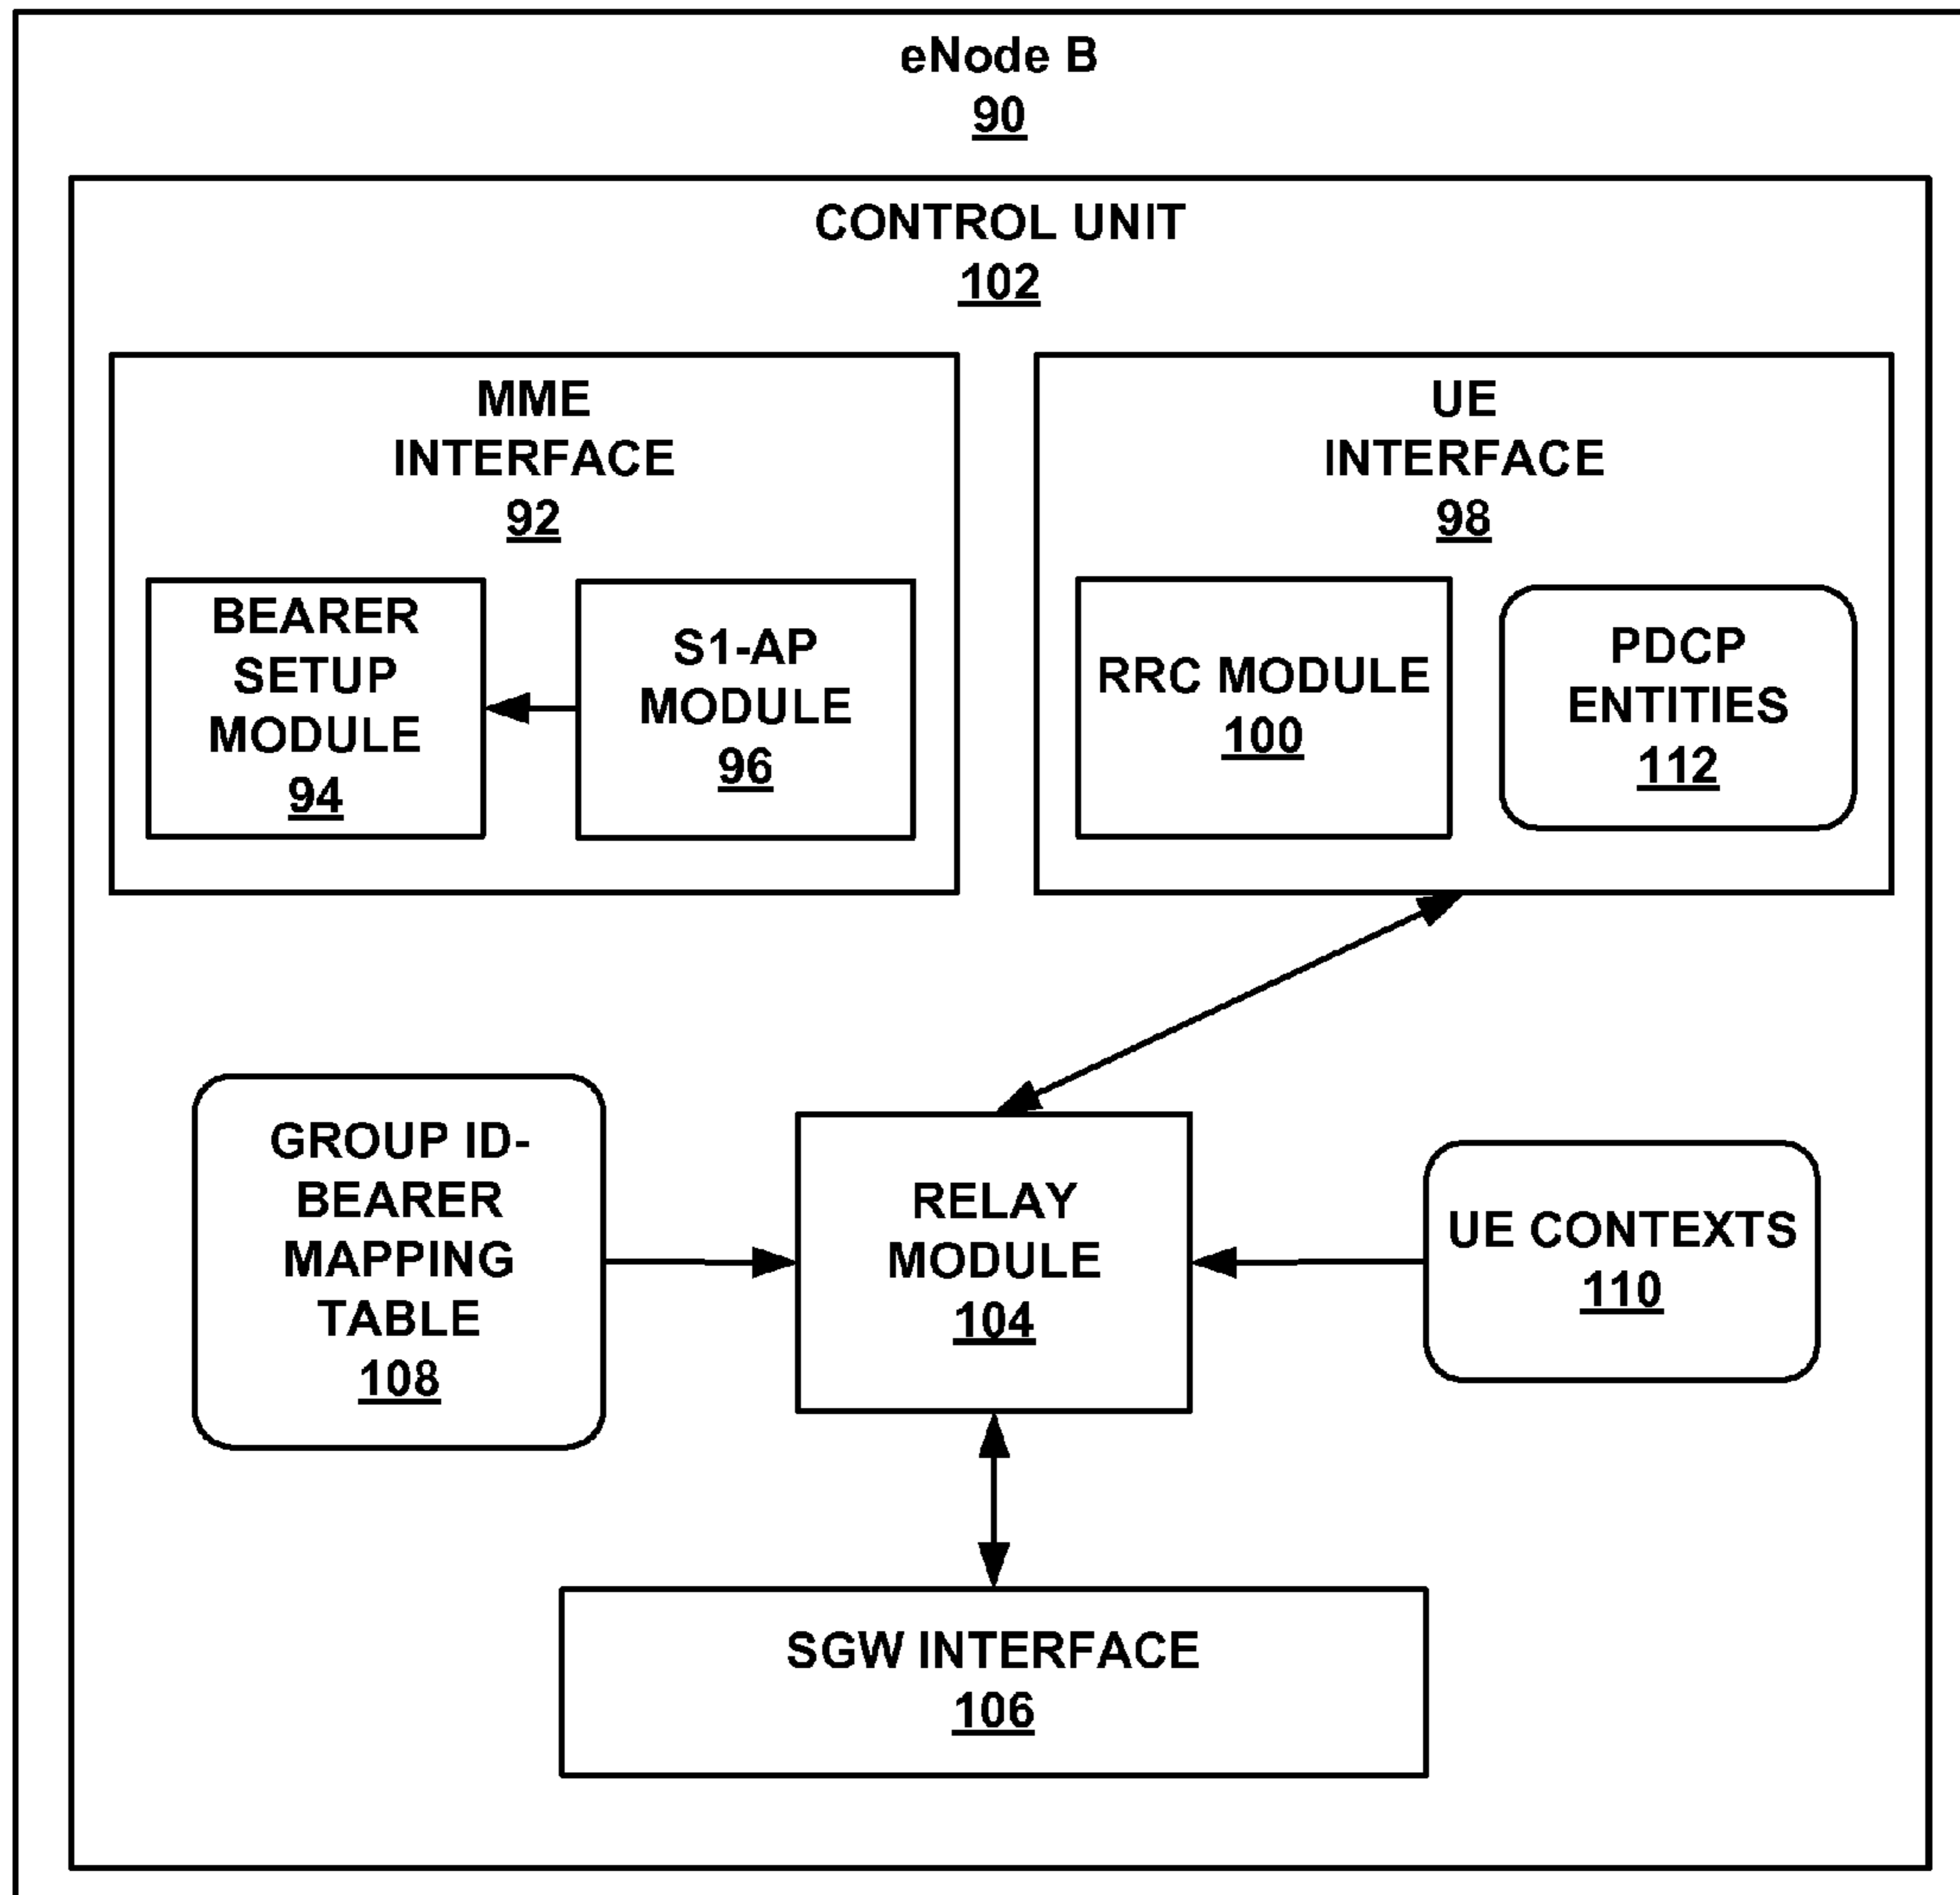 eNode B
90
CONTROL UNIT
102
MME
INTERFACE
92
BEARER
SETUP
MODULE
94
S1-AP
MODULE
96
UE
INTERFACE
98
RRC MODULE
100
PDCP
ENTITIES
112
GROUP ID-
BEARER
MAPPING
TABLE
108
RELAY
MODULE
104
UE CONTEXTS
110
SGW INTERFACE
106